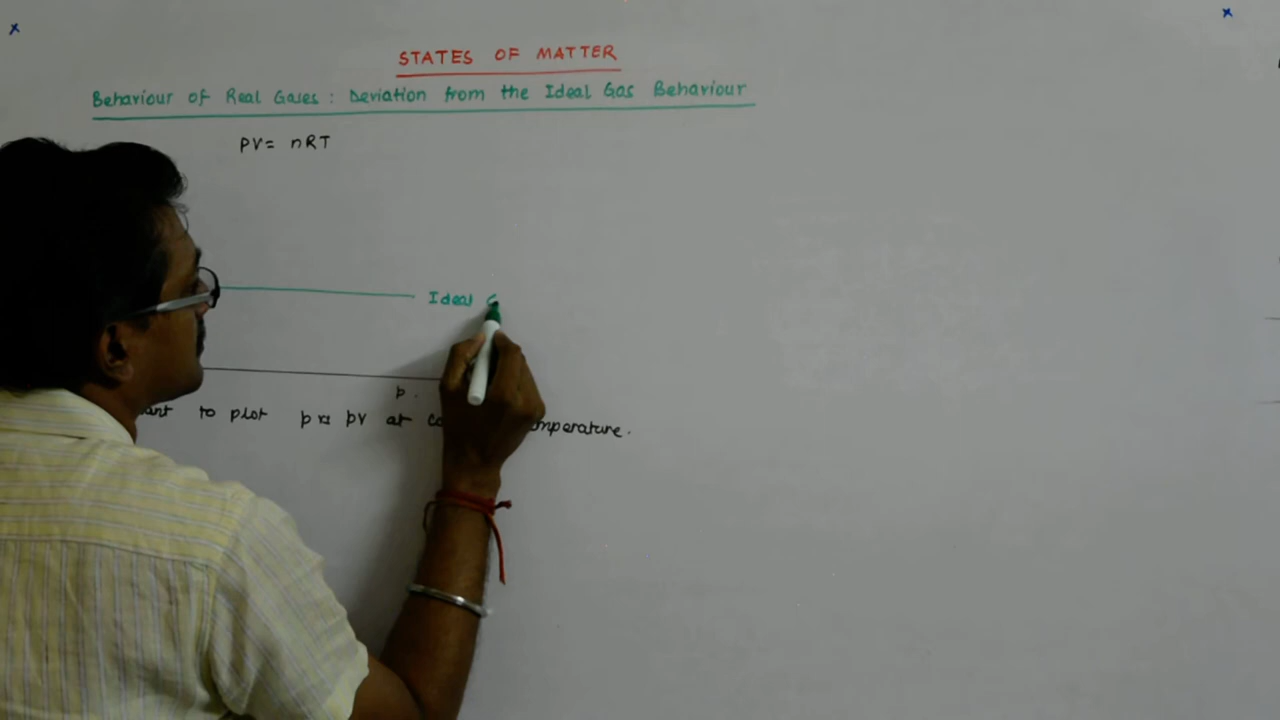 STATES OF MATTER
Behaviour of Real Gases : Deviation from the Ideal Gas Behaviour
PV = nRT
Ideal G
p.
to plot p vs pv at